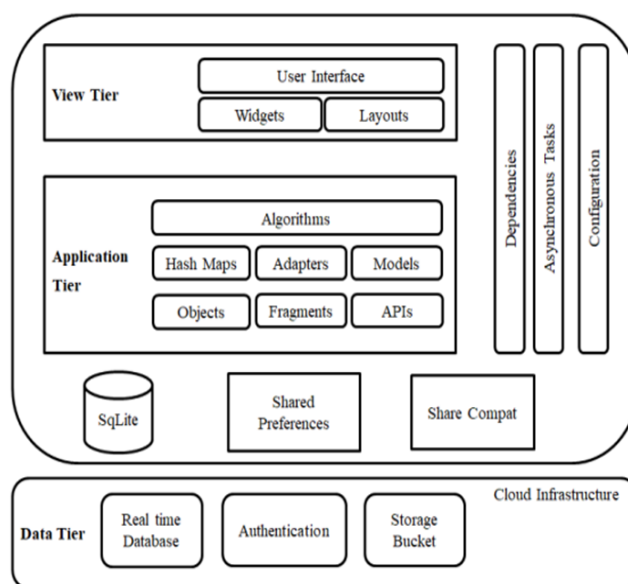 User Interface
View Tier
Widgets
Layouts
Dependencies
Asynchronous Tasks
Configuration
Algorithms
Application
Tier
Hash Maps
Adapters
Models
Objects
Fragments
APIs
SqLite
Shared
Preferences
Share Compat
Cloud Infrastructure
Data Tier
Real time
Database
Authentication
Storage
Bucket